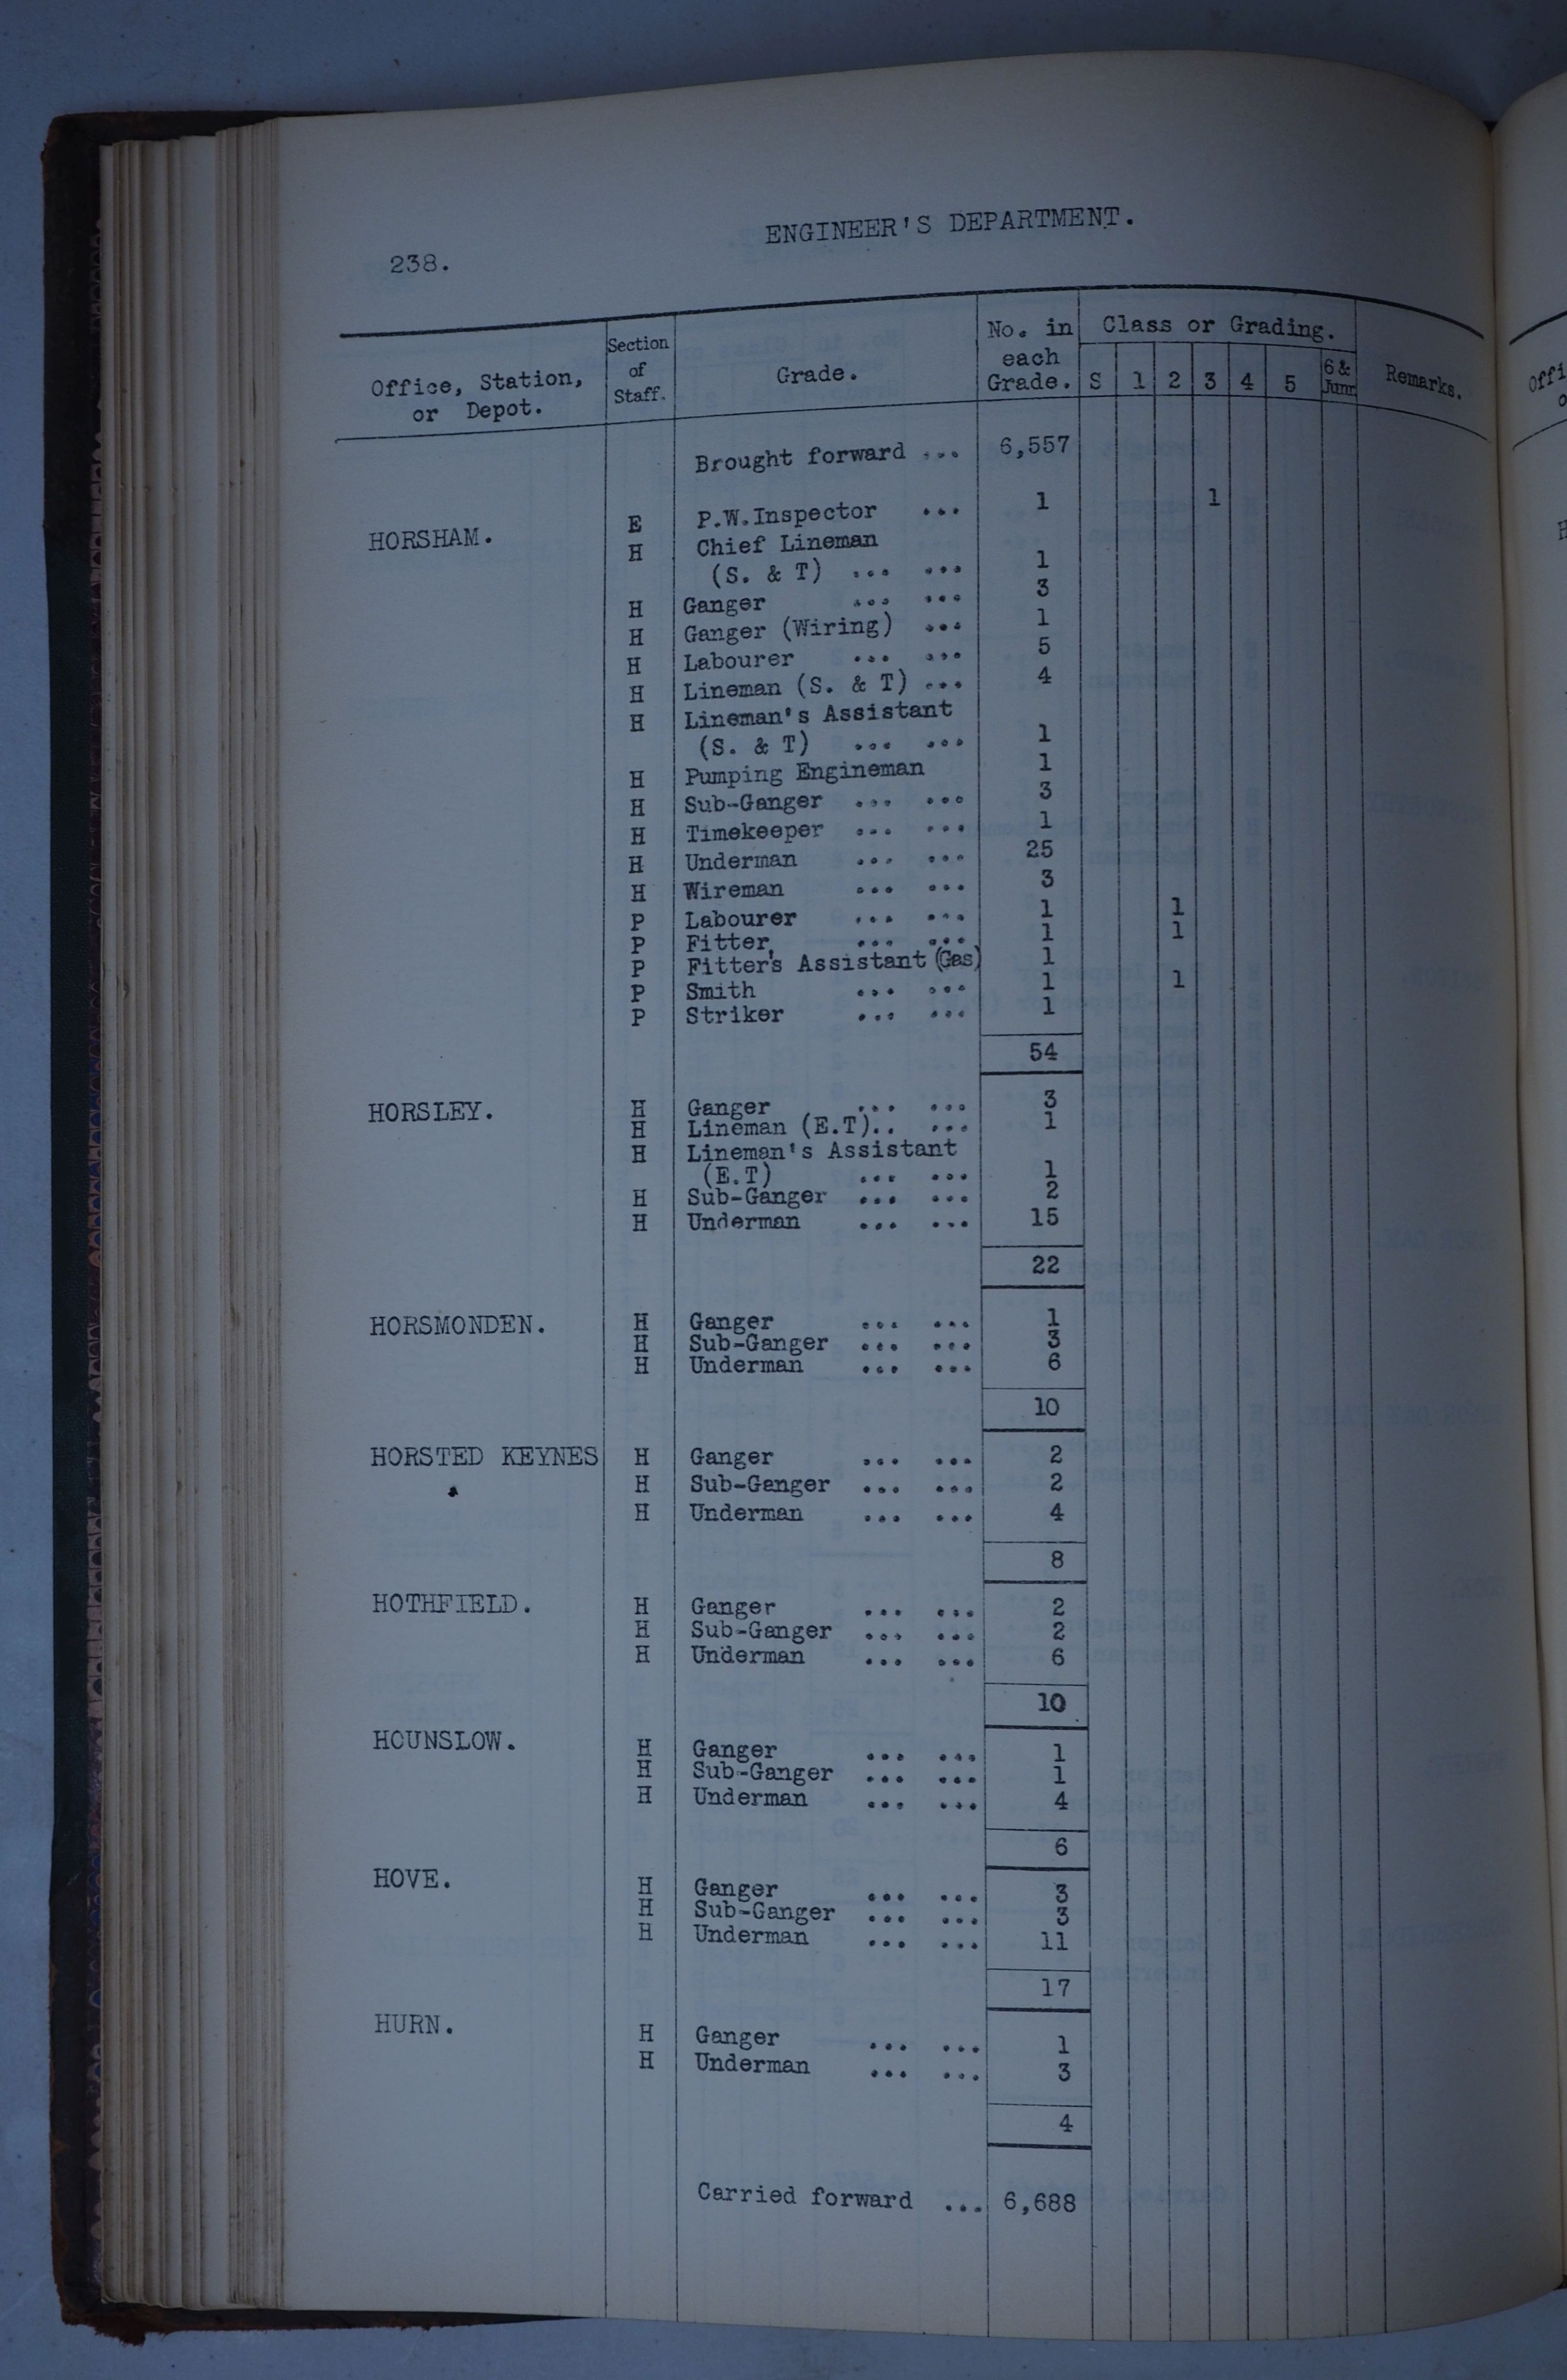 ENGINEER'S DEPARTMENT.
238.
Office, Station, or Depot. Section of Staff. Grade. No. in each Grade. Class or Grading. S 1 2 3 4 5 6 & Junr Remarks.
Brought forward ... 6,557
HORSHAM. E P.W.Inspector ... 1 1
H Chief Lineman
(S. & T) ... ... 1
H Ganger ... ... 3
H Ganger (Wiring) ... 1
H Labourer ... ... 5
H Lineman (S. & T) ... 4
H Lineman's Assistant
(S. & T) ... ... 1
H Pumping Engineman 1
H Sub-Ganger ... ... 3
H Timekeeper ... ... 1
H Underman ... ... 25
H Wireman ... ... 3
P Labourer ... ... 1 1
P Fitter, ... ... 1 1
P Fitter's Assistant (Gas) 1
P Smith ... ... 1 1
P Striker ... ... 1
54
HORSLEY. H Ganger ... ... 3
H Lineman (E.T).. ... 1
H Lineman's Assistant
(E.T) ... ... 1
H Sub-Ganger ... ... 2
H Underman ... ... 15
22
HORSMONDEN. H Ganger ... ... 1
H Sub-Ganger ... ... 3
H Underman ... ... 6
10
HORSTED KEYNES H Ganger ... ... 2
H Sub-Ganger ... ... 2
H Underman ... ... 4
8
HOTHFIELD. H Ganger ... ... 2
H Sub-Ganger ... ... 2
H Underman ... ... 6
10
HOUNSLOW. H Ganger ... ... 1
H Sub-Ganger ... ... 1
H Underman ... ... 4
6
HOVE. H Ganger ... ... 3
H Sub-Ganger ... ... 3
H Underman ... ... 11
17
HURN. H Ganger ... ... 1
H Underman ... ... 3
4
Carried forward ... 6,688